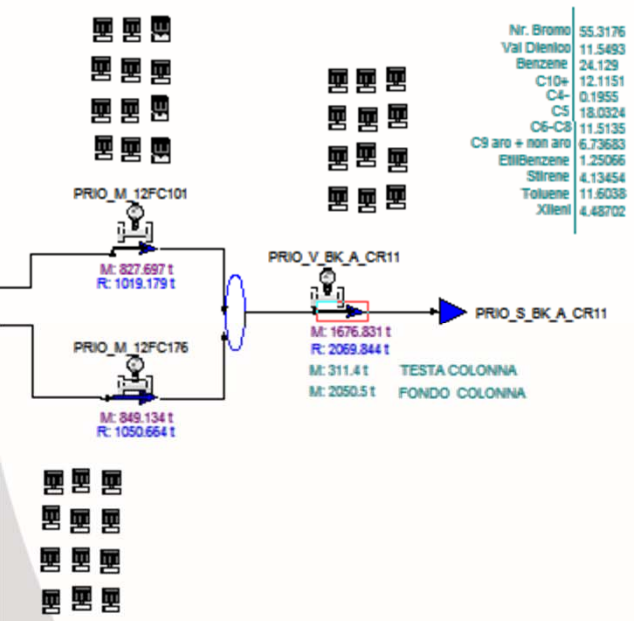 Nr. Bromo 55.3176
Val Dienico 11.5493
Benzene 24.129
C10+ 12.1151
C4- 0.1955
C5 18.0324
C6-C8 11.5135
C9 aro + non aro 6.73683
EtilBenzene 1.25066
Stirene 4.13454
Toluene 11.6038
Xileni 4.48702
PRIO_M_12FC101
M: 827.697 t
R: 1019.179 t
PRIO_V_BK_A_CR11
M: 1676.831 t
R: 2069.844 t
M: 311.4 t TESTA COLONNA
M: 2050.5 t FONDO COLONNA
PRIO_S_BK_A_CR11
PRIO_M_12FC176
M: 849.134 t
R: 1050.664 t